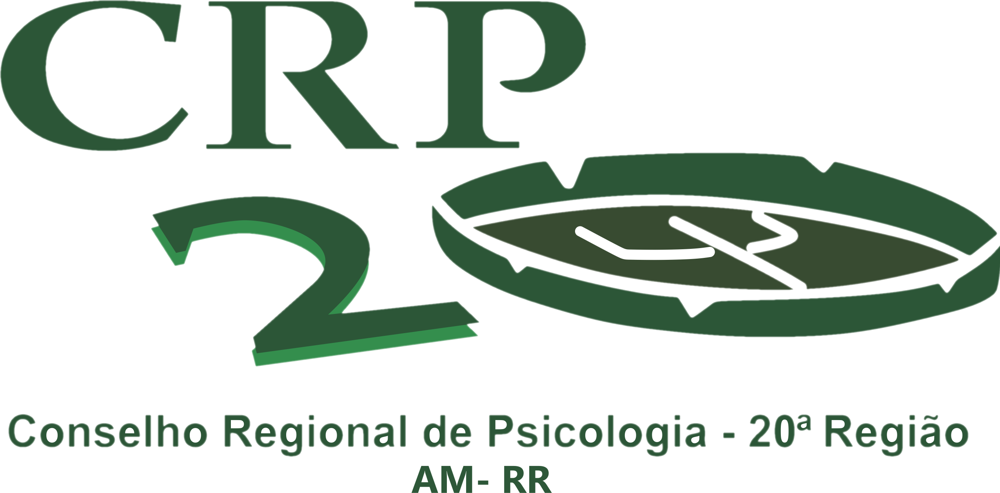 CRP
20
Conselho Regional de Psicologia - 20ª Região
AM- RR